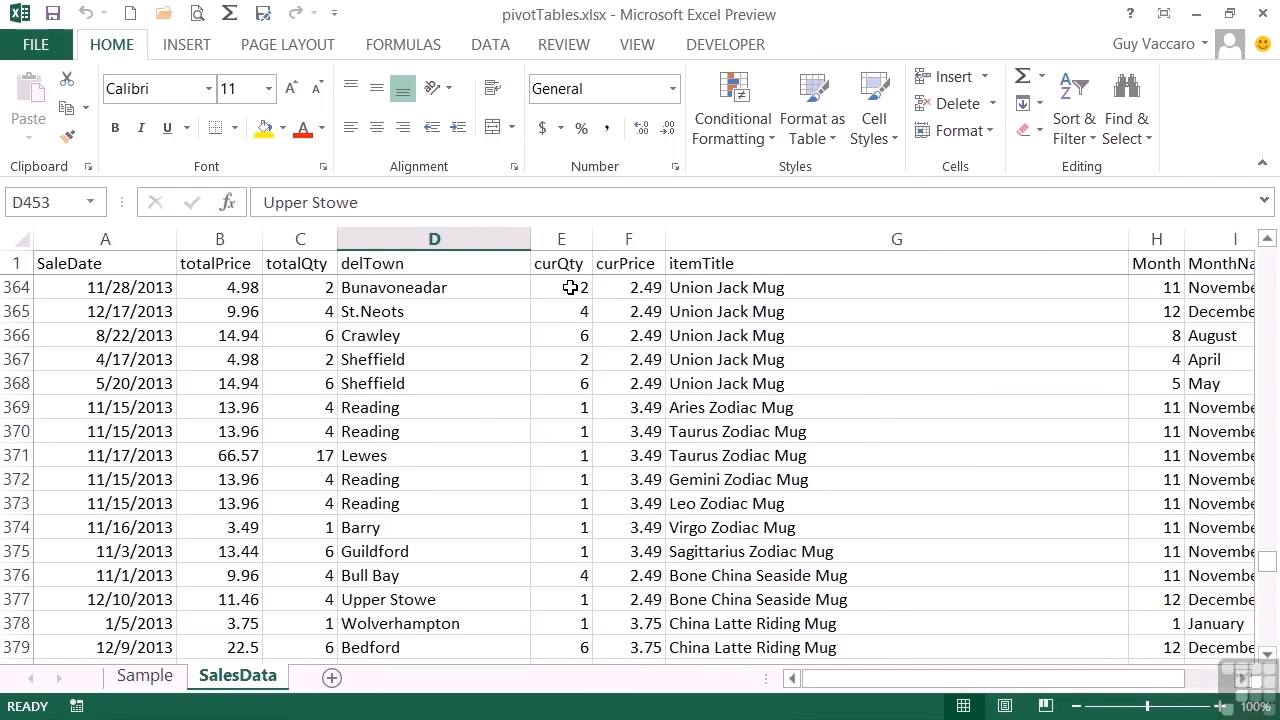 pivotTables.xlsx - Microsoft Excel Preview
FILE HOME INSERT PAGE LAYOUT FORMULAS DATA REVIEW VIEW DEVELOPER Guy Vaccaro
Paste Calibri 11 General Conditional Formatting Format as Table Cell Styles Insert Delete Format Sort & Filter Find & Select
B I U A $ % ,
Clipboard Font Alignment Number Styles Cells Editing
D453 fx Upper Stowe
A B C D E F G H I
1 SaleDate totalPrice totalQty delTown curQty curPrice itemTitle Month MonthNa
364 11/28/2013 4.98 2 Bunavoneadar 2 2.49 Union Jack Mug 11 November
365 12/17/2013 9.96 4 St.Neots 4 2.49 Union Jack Mug 12 Decembe
366 8/22/2013 14.94 6 Crawley 6 2.49 Union Jack Mug 8 August
367 4/17/2013 4.98 2 Sheffield 2 2.49 Union Jack Mug 4 April
368 5/20/2013 14.94 6 Sheffield 6 2.49 Union Jack Mug 5 May
369 11/15/2013 13.96 4 Reading 1 3.49 Aries Zodiac Mug 11 Novembe
370 11/15/2013 13.96 4 Reading 1 3.49 Taurus Zodiac Mug 11 Novembe
371 11/17/2013 66.57 17 Lewes 1 3.49 Taurus Zodiac Mug 11 Novembe
372 11/15/2013 13.96 4 Reading 1 3.49 Gemini Zodiac Mug 11 Novembe
373 11/15/2013 13.96 4 Reading 1 3.49 Leo Zodiac Mug 11 Novembe
374 11/16/2013 3.49 1 Barry 1 3.49 Virgo Zodiac Mug 11 Novembe
375 11/3/2013 13.44 6 Guildford 1 3.49 Sagittarius Zodiac Mug 11 Novembe
376 11/1/2013 9.96 4 Bull Bay 4 2.49 Bone China Seaside Mug 11 Novembe
377 12/10/2013 11.46 4 Upper Stowe 1 2.49 Bone China Seaside Mug 12 Decembe
378 1/5/2013 3.75 1 Wolverhampton 1 3.75 China Latte Riding Mug 1 January
379 12/9/2013 22.5 6 Bedford 6 3.75 China Latte Riding Mug 12 Decembe
Sample SalesData
READY 100%